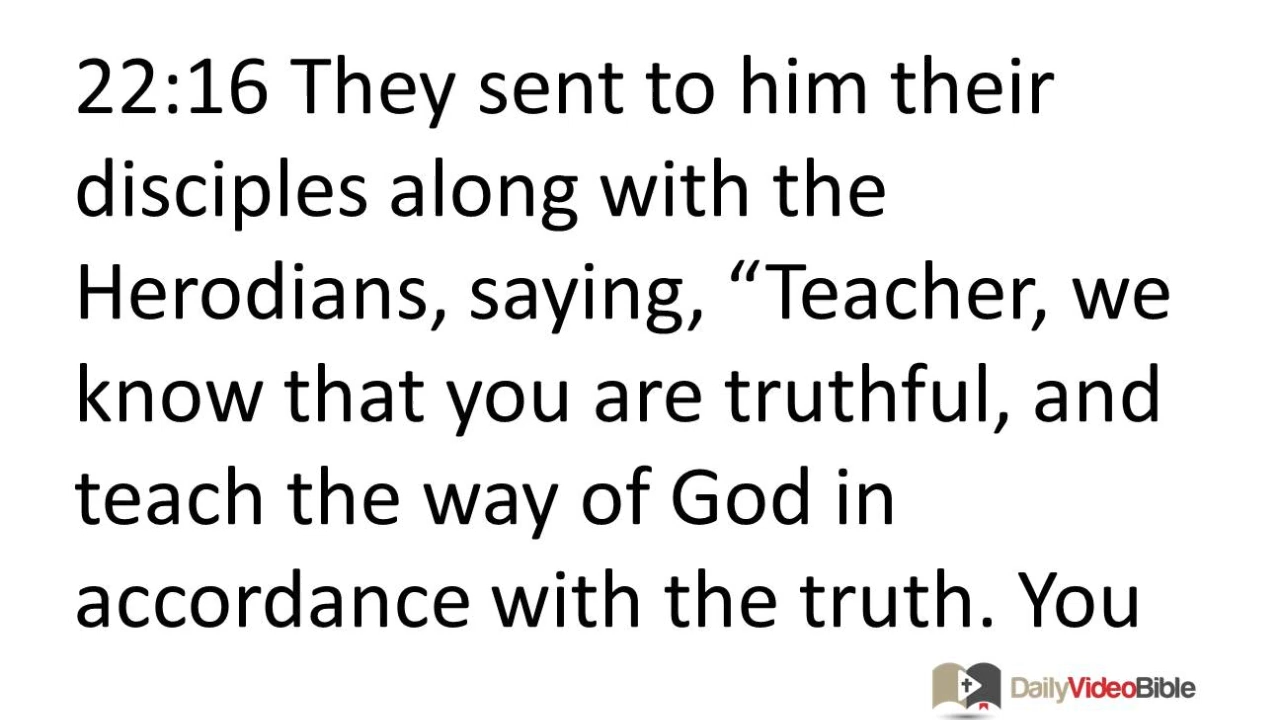 22:16 They sent to him their
disciples along with the
Herodians, saying, “Teacher, we
know that you are truthful, and
teach the way of God in
accordance with the truth. You
DailyVideoBible